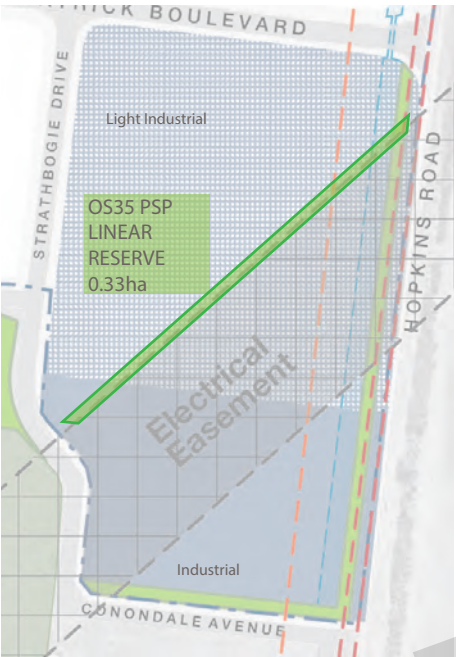 BOULEVARD
STRATHBOGIE DRIVE
Light Industrial
OS35 PSP
LINEAR
RESERVE
0.33ha
HOPKINS ROAD
Electrical
Easement
Industrial
CONONDALE AVENUE